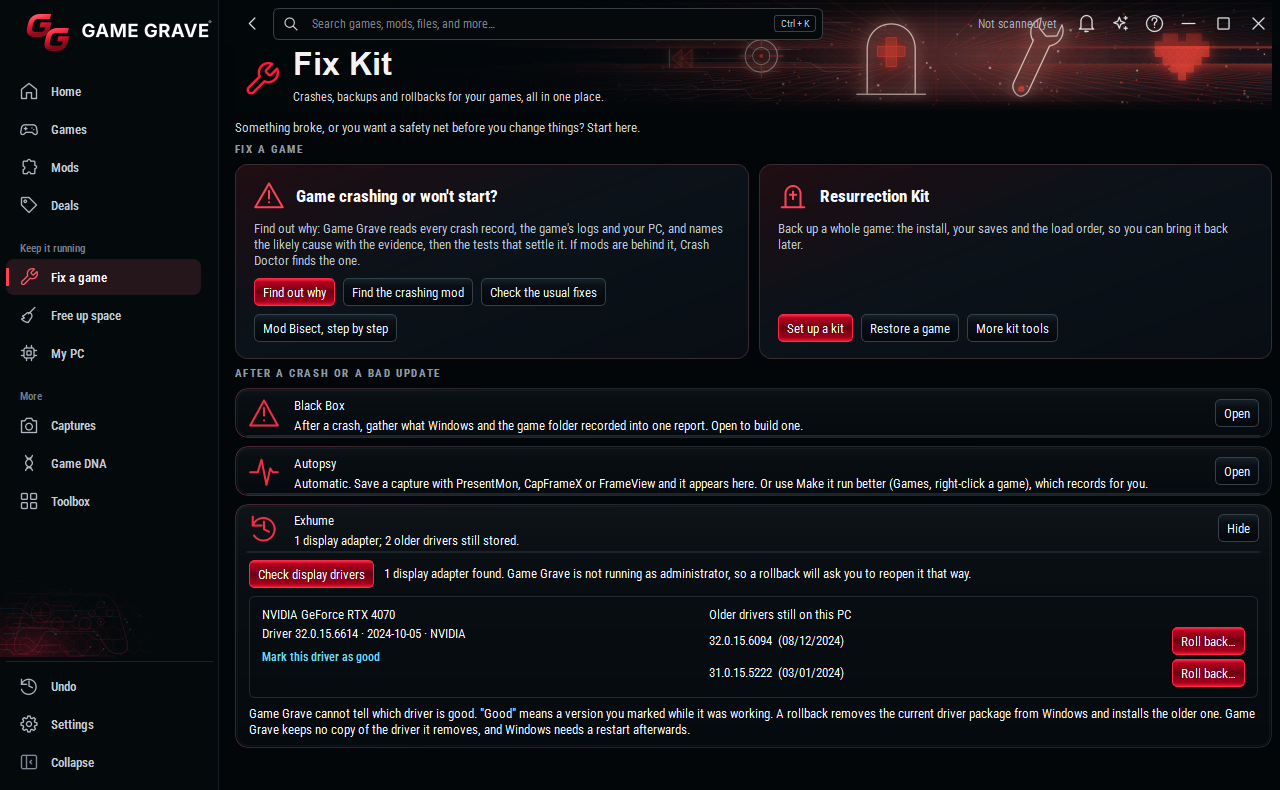 GAME GRAVE
Search games, mods, files, and more...
Ctrl + K
Not scanned yet
Fix Kit
Crashes, backups and rollbacks for your games, all in one place.
Home
Games
Mods
Deals
Keep it running
Fix a game
Free up space
My PC
More
Captures
Game DNA
Toolbox
Undo
Settings
Collapse
Something broke, or you want a safety net before you change things? Start here.
FIX A GAME
Game crashing or won't start?
Find out why: Game Grave reads every crash record, the game's logs and your PC, and names
the likely cause with the evidence, then the tests that settle it. If mods are behind it, Crash
Doctor finds the one.
Find out why
Find the crashing mod
Check the usual fixes
Mod Bisect, step by step
Resurrection Kit
Back up a whole game: the install, your saves and the load order, so you can bring it back
later.
Set up a kit
Restore a game
More kit tools
AFTER A CRASH OR A BAD UPDATE
Black Box
After a crash, gather what Windows and the game folder recorded into one report. Open to build one.
Open
Autopsy
Automatic. Save a capture with PresentMon, CapFrameX or FrameView and it appears here. Or use Make it run better (Games, right-click a game), which records for you.
Open
Exhume
1 display adapter; 2 older drivers still stored.
Hide
Check display drivers
1 display adapter found. Game Grave is not running as administrator, so a rollback will ask you to reopen it that way.
NVIDIA GeForce RTX 4070
Driver 32.0.15.6614 · 2024-10-05 · NVIDIA
Mark this driver as good
Older drivers still on this PC
32.0.15.6094 (08/12/2024)
Roll back...
31.0.15.5222 (03/01/2024)
Roll back...
Game Grave cannot tell which driver is good. "Good" means a version you marked while it was working. A rollback removes the current driver package from Windows and installs the older one. Game
Grave keeps no copy of the driver it removes, and Windows needs a restart afterwards.